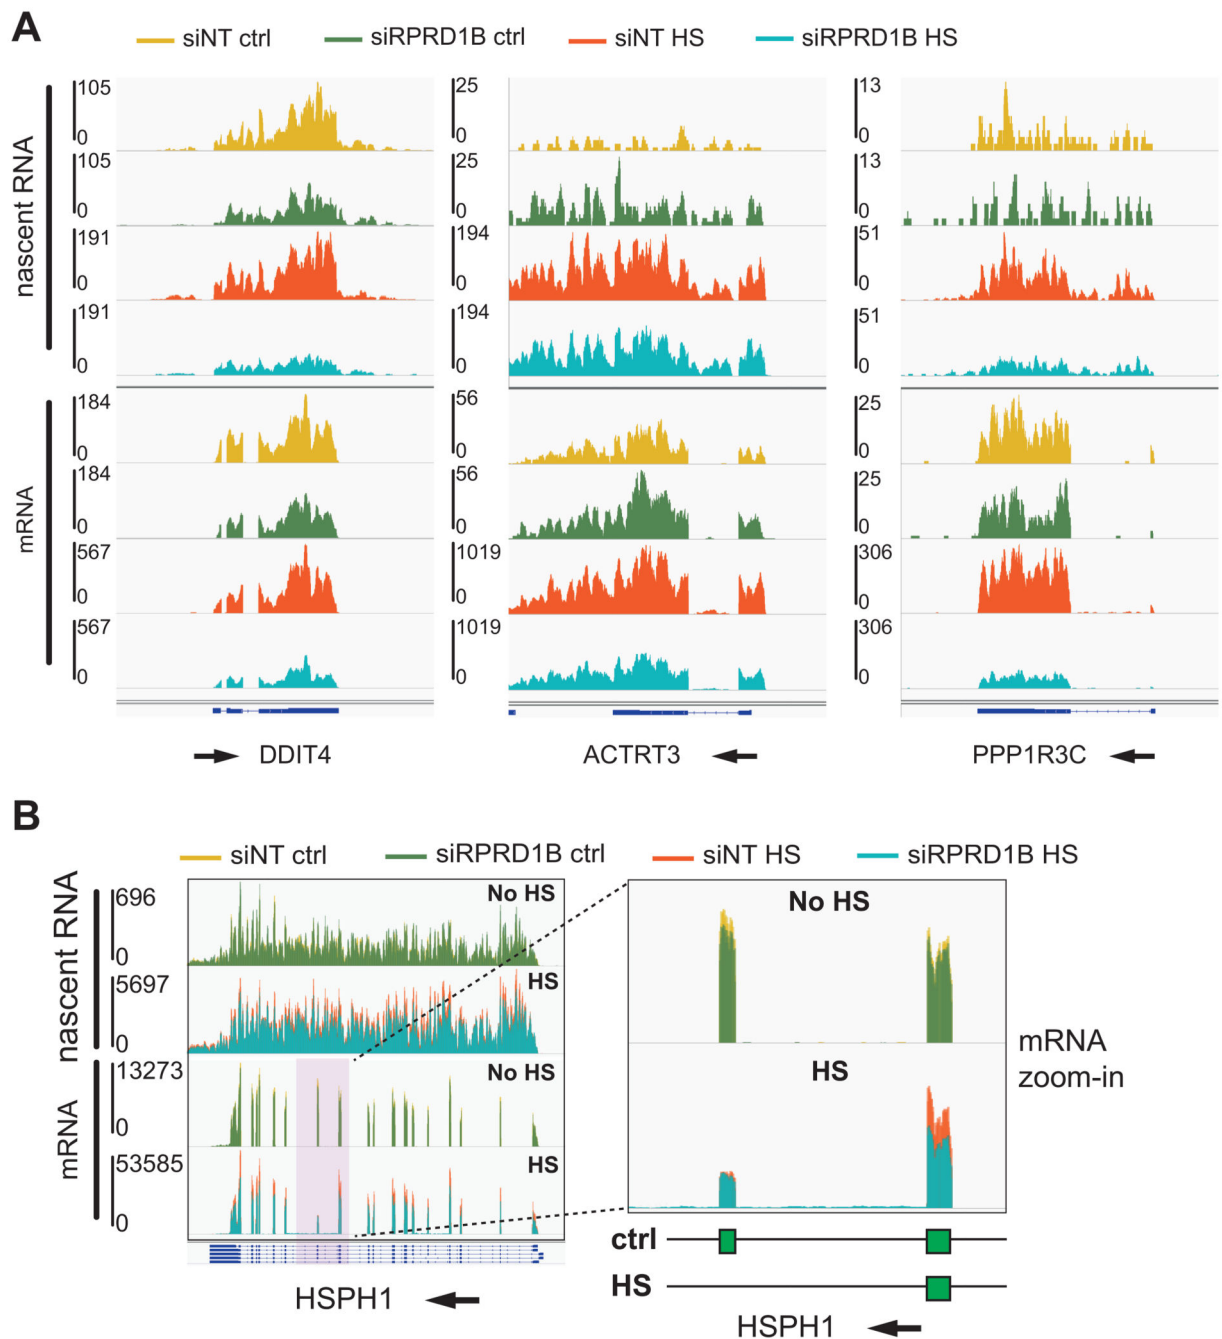 A
siNT ctrl siRPRD1B ctrl siNT HS siRPRD1B HS
nascent RNA
105 25 13
0 0 0
105 25 13
0 0 0
191 194 51
0 0 0
191 194 51
0 0 0
mRNA
184 56 25
0 0 0
184 56 25
0 0 0
567 1019 306
0 0 0
567 1019 306
0 0 0
DDIT4 ACTRT3 PPP1R3C
B
siNT ctrl siRPRD1B ctrl siNT HS siRPRD1B HS
nascent RNA
696 No HS
0
5697 HS
0
mRNA
13273 No HS
0
53585 HS
0
HSPH1
No HS
HS
mRNA
zoom-in
ctrl
HS
HSPH1